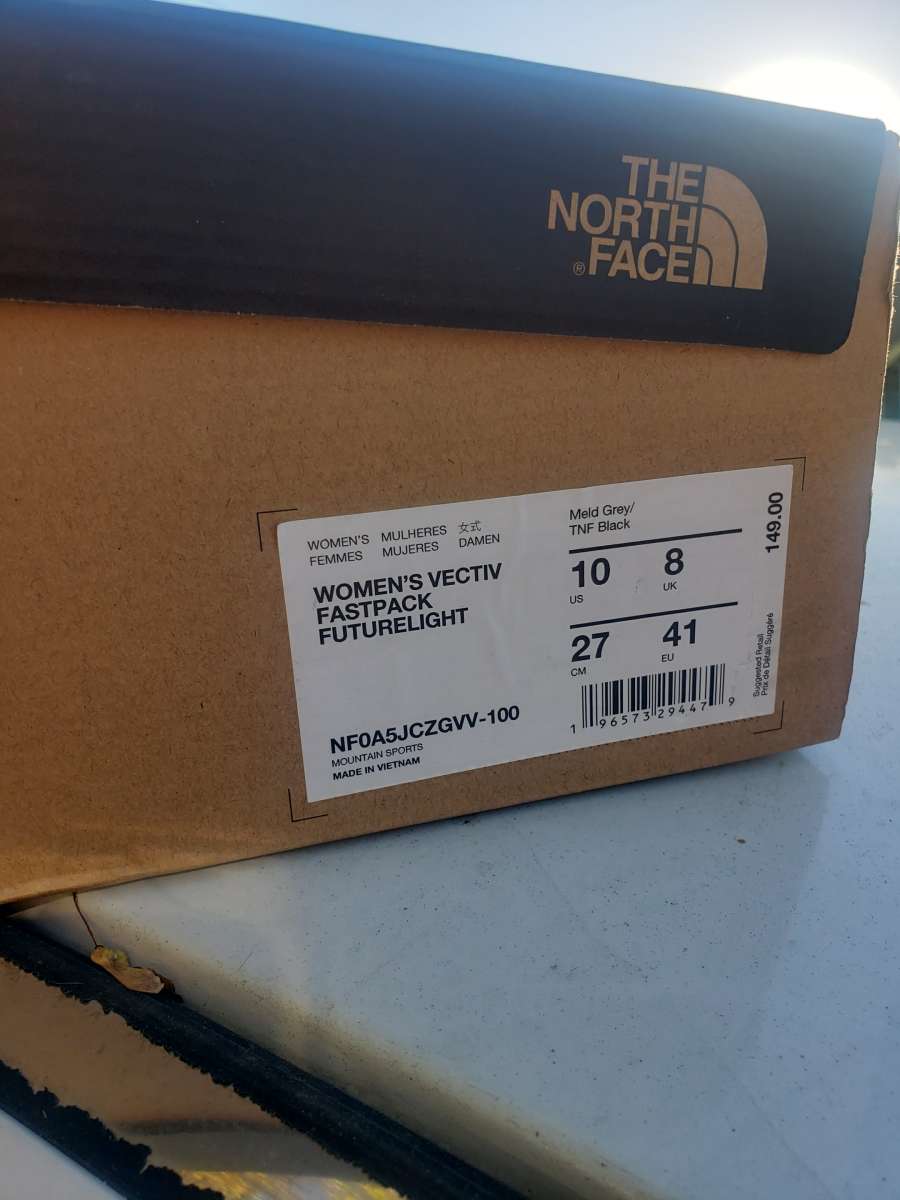 THE
NORTH
® FACE
WOMEN'S MULHERES 女式
FEMMES MUJERES DAMEN
WOMEN'S VECTIV
FASTPACK
FUTURELIGHT
NF0A5JCZGVV-100
MOUNTAIN SPORTS
MADE IN VIETNAM
Meld Grey/
TNF Black
10 8
US UK
27 41
CM EU
1 96573 29447 9
149.00
Suggested Retail
Prix de Détail Suggéré